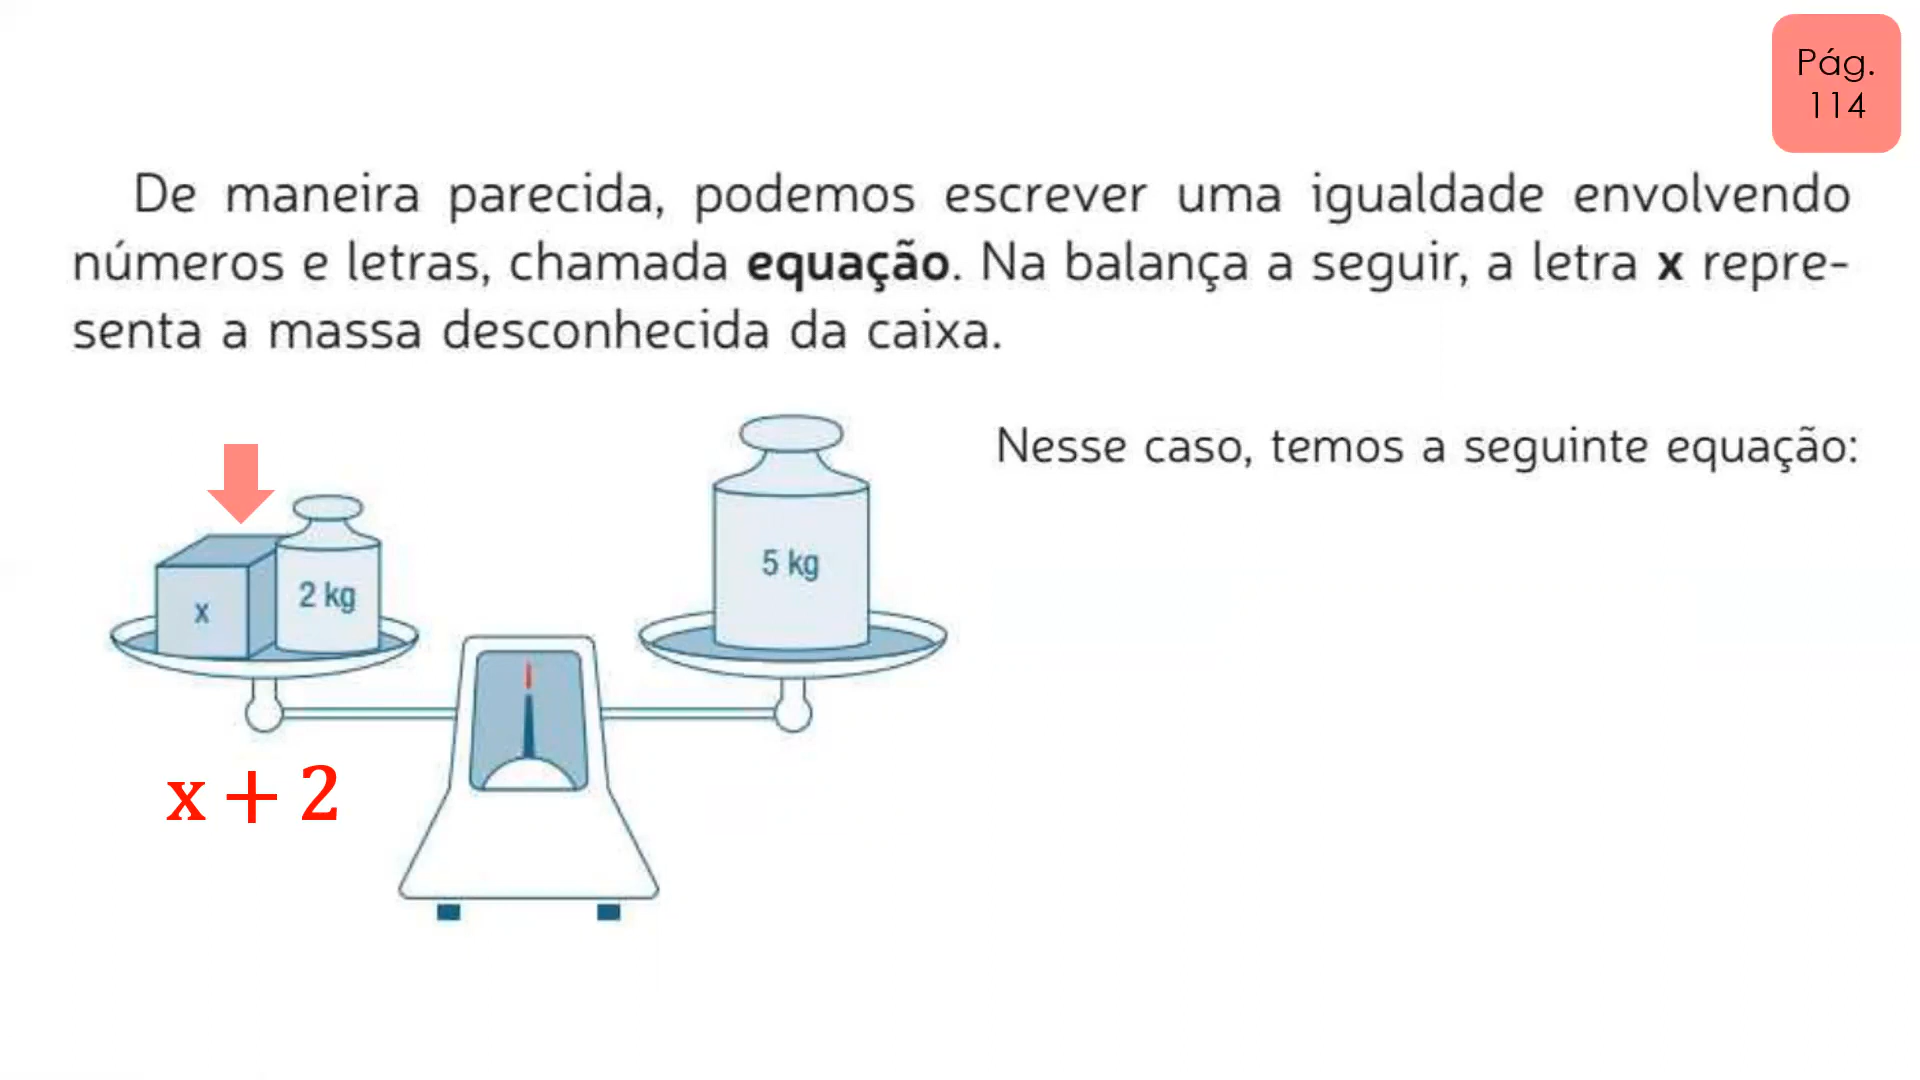 Pág.
114
De maneira parecida, podemos escrever uma igualdade envolvendo
números e letras, chamada equação. Na balança a seguir, a letra x repre-
senta a massa desconhecida da caixa.
Nesse caso, temos a seguinte equação:
x
2 kg
5 kg
x + 2